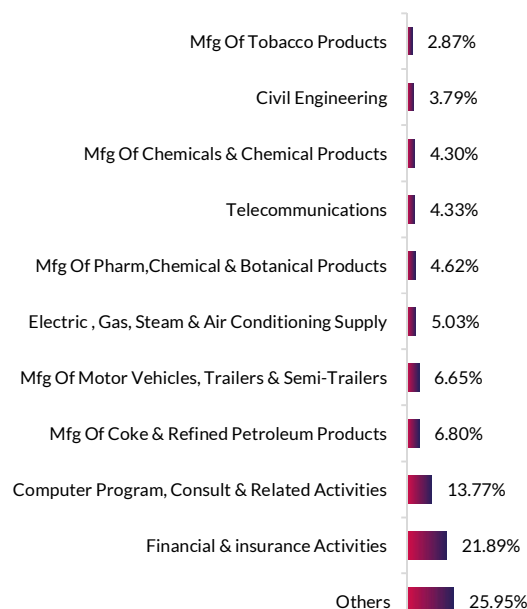 Mfg Of Tobacco Products 2.87%
Civil Engineering 3.79%
Mfg Of Chemicals & Chemical Products 4.30%
Telecommunications 4.33%
Mfg Of Pharm,Chemical & Botanical Products 4.62%
Electric , Gas, Steam & Air Conditioning Supply 5.03%
Mfg Of Motor Vehicles, Trailers & Semi-Trailers 6.65%
Mfg Of Coke & Refined Petroleum Products 6.80%
Computer Program, Consult & Related Activities 13.77%
Financial & insurance Activities 21.89%
Others 25.95%